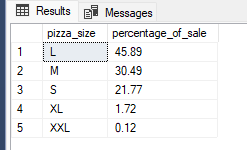 Results Messages
pizza_size percentage_of_sale
1 L 45.89
2 M 30.49
3 S 21.77
4 XL 1.72
5 XXL 0.12